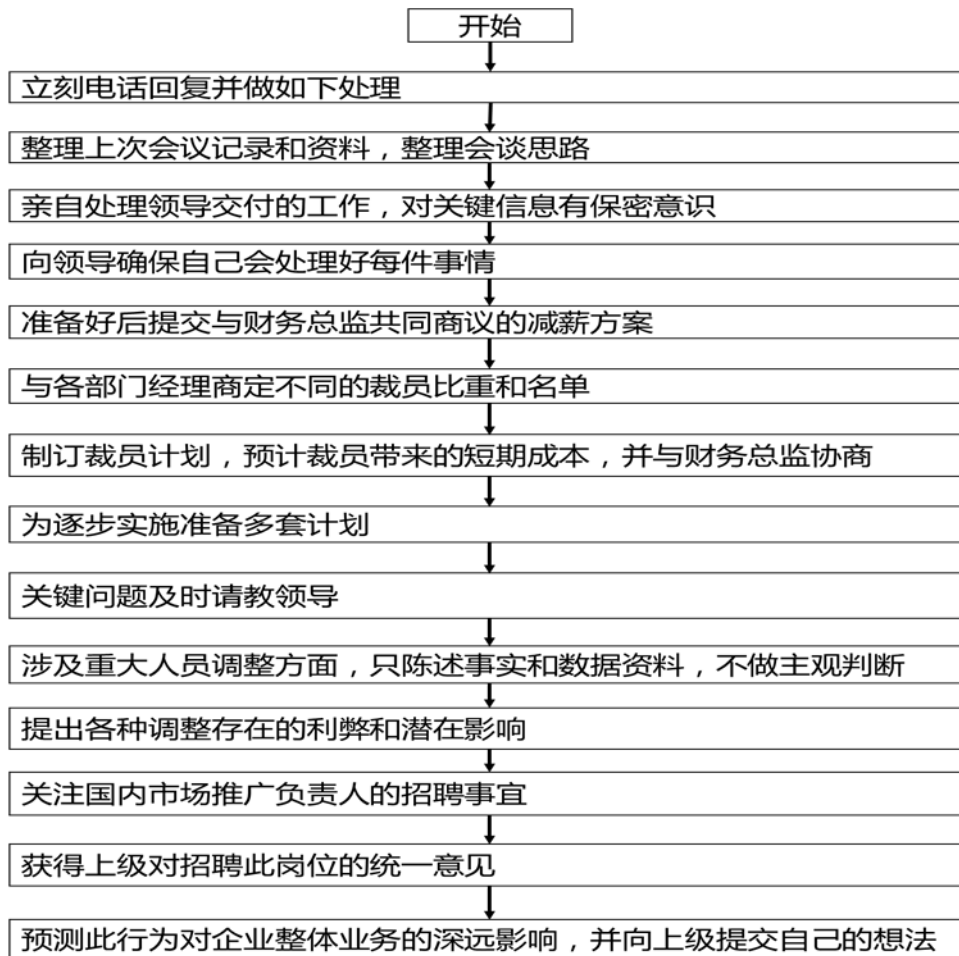 开始
立刻电话回复并做如下处理
整理上次会议记录和资料，整理会谈思路
亲自处理领导交付的工作，对关键信息有保密意识
向领导确保自己会处理好每件事情
准备好后提交与财务总监共同商议的减薪方案
与各部门经理商定不同的裁员比重和名单
制订裁员计划，预计裁员带来的短期成本，并与财务总监协商
为逐步实施准备多套计划
关键问题及时请教领导
涉及重大人员调整方面，只陈述事实和数据资料，不做主观判断
提出各种调整存在的利弊和潜在影响
关注国内市场推广负责人的招聘事宜
获得上级对招聘此岗位的统一意见
预测此行为对企业整体业务的深远影响，并向上级提交自己的想法